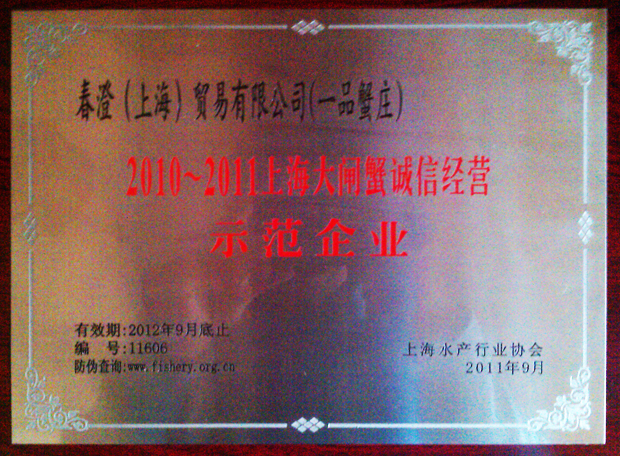 春澄（上海）贸易有限公司(一品蟹庄)
2010~2011上海大闸蟹诚信经营
示范企业
有效期:2012年9月底止
编 号:11606
防伪查询:www.fishery.org.cn
上海水产行业协会
2011年9月